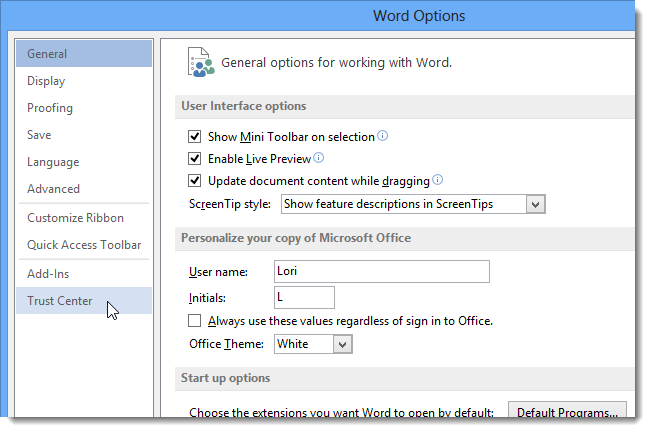 Word Options
General
Display
Proofing
Save
Language
Advanced
Customize Ribbon
Quick Access Toolbar
Add-Ins
Trust Center
General options for working with Word.
User Interface options
Show Mini Toolbar on selection
Enable Live Preview
Update document content while dragging
ScreenTip style: Show feature descriptions in ScreenTips
Personalize your copy of Microsoft Office
User name: Lori
Initials: L
Always use these values regardless of sign in to Office.
Office Theme: White
Start up options
Choose the extensions you want Word to open by default: Default Programs...